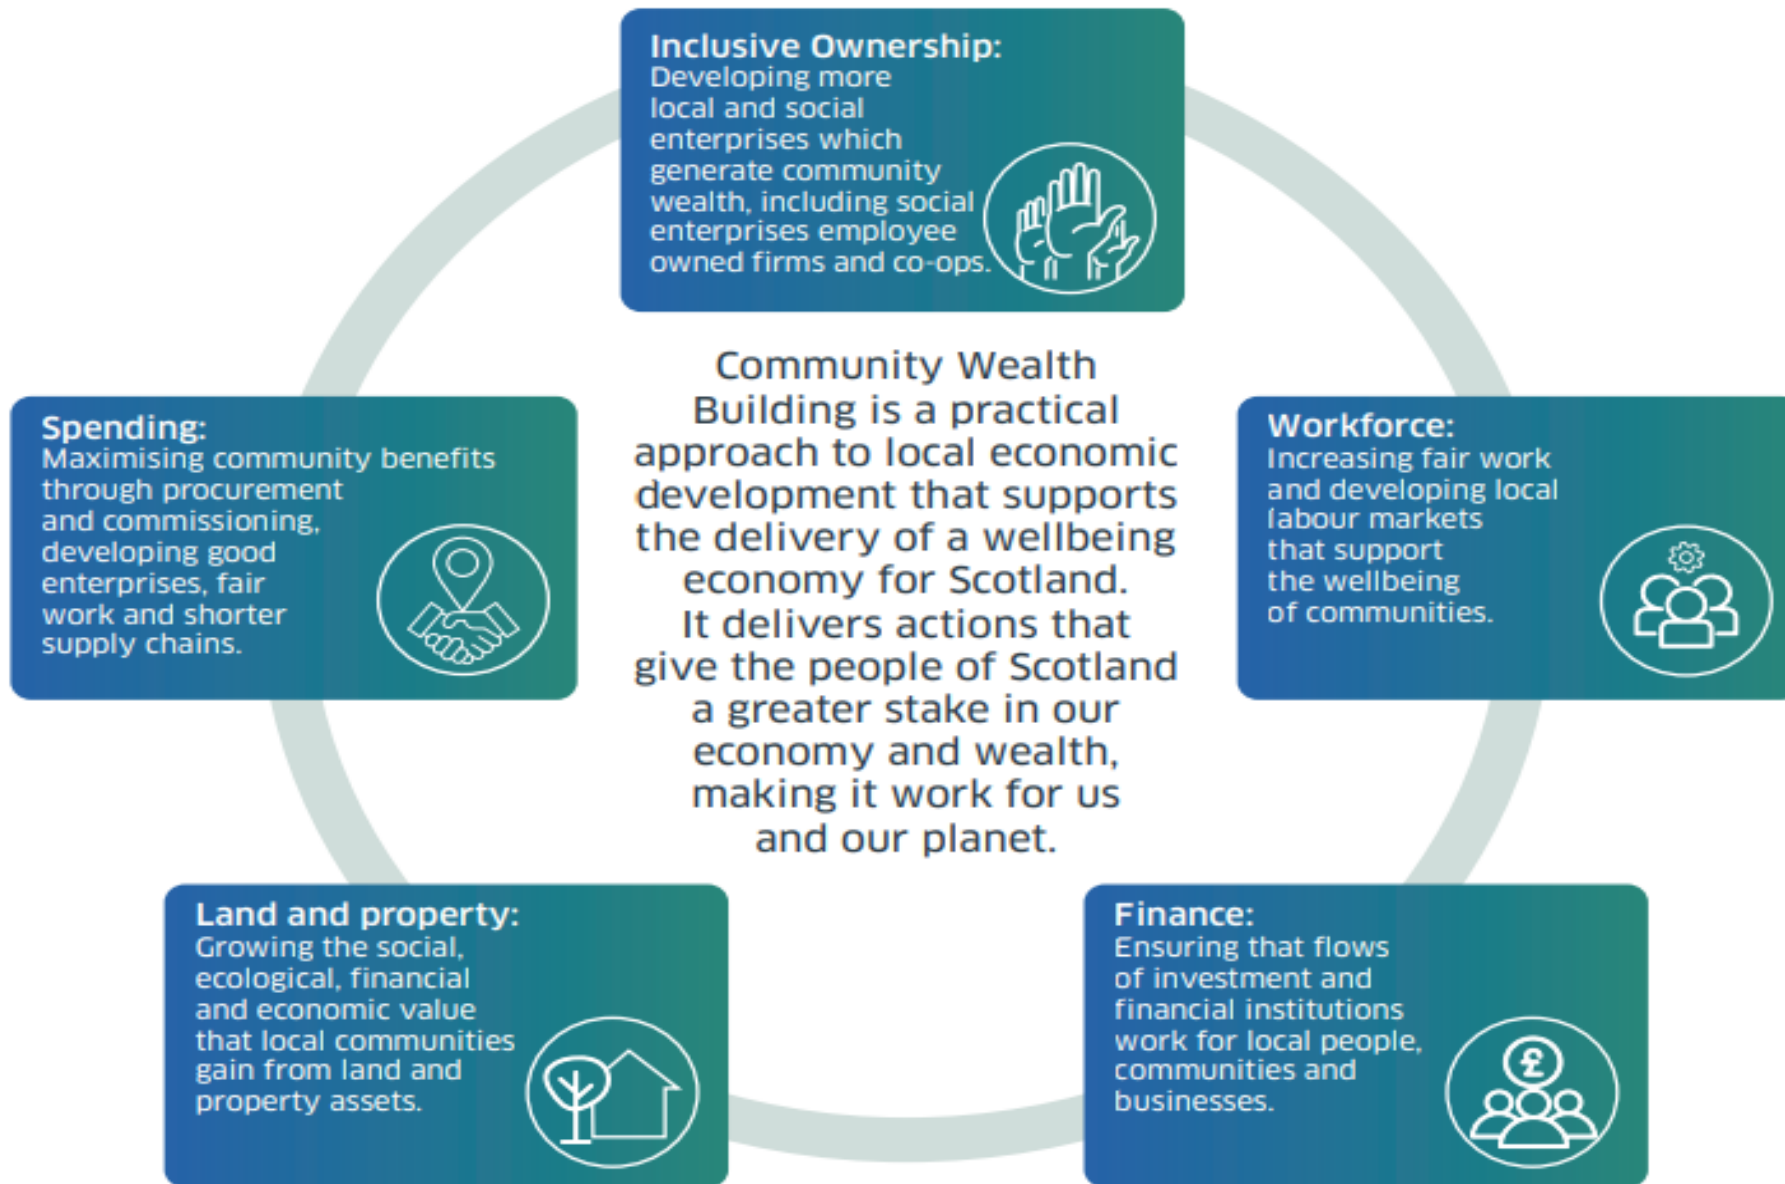 Inclusive Ownership:
Developing more
local and social
enterprises which
generate community
wealth, including social
enterprises employee
owned firms and co-ops.
Community Wealth
Building is a practical
approach to local economic
development that supports
the delivery of a wellbeing
economy for Scotland.
It delivers actions that
give the people of Scotland
a greater stake in our
economy and wealth,
making it work for us
and our planet.
Spending:
Maximising community benefits
through procurement
and commissioning,
developing good
enterprises, fair
work and shorter
supply chains.
Workforce:
Increasing fair work
and developing local
labour markets
that support
the wellbeing
of communities.
Land and property:
Growing the social,
ecological, financial
and economic value
that local communities
gain from land and
property assets.
Finance:
Ensuring that flows
of investment and
financial institutions
work for local people,
communities and
businesses.
£